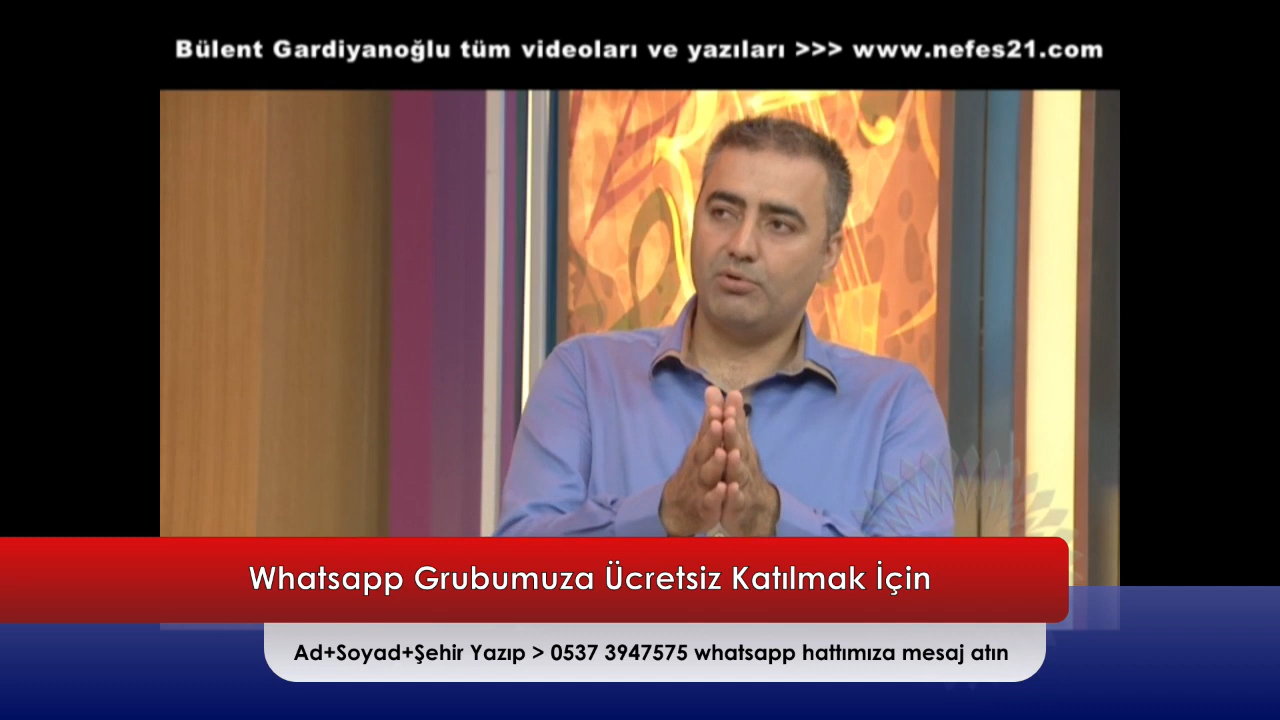 Bülent Gardiyanoğlu tüm videoları ve yazıları >>> www.nefes21.com
Whatsapp Grubumuza Ücretsiz Katılmak İçin
Ad+Soyad+Şehir Yazıp > 0537 3947575 whatsapp hattımıza mesaj atın